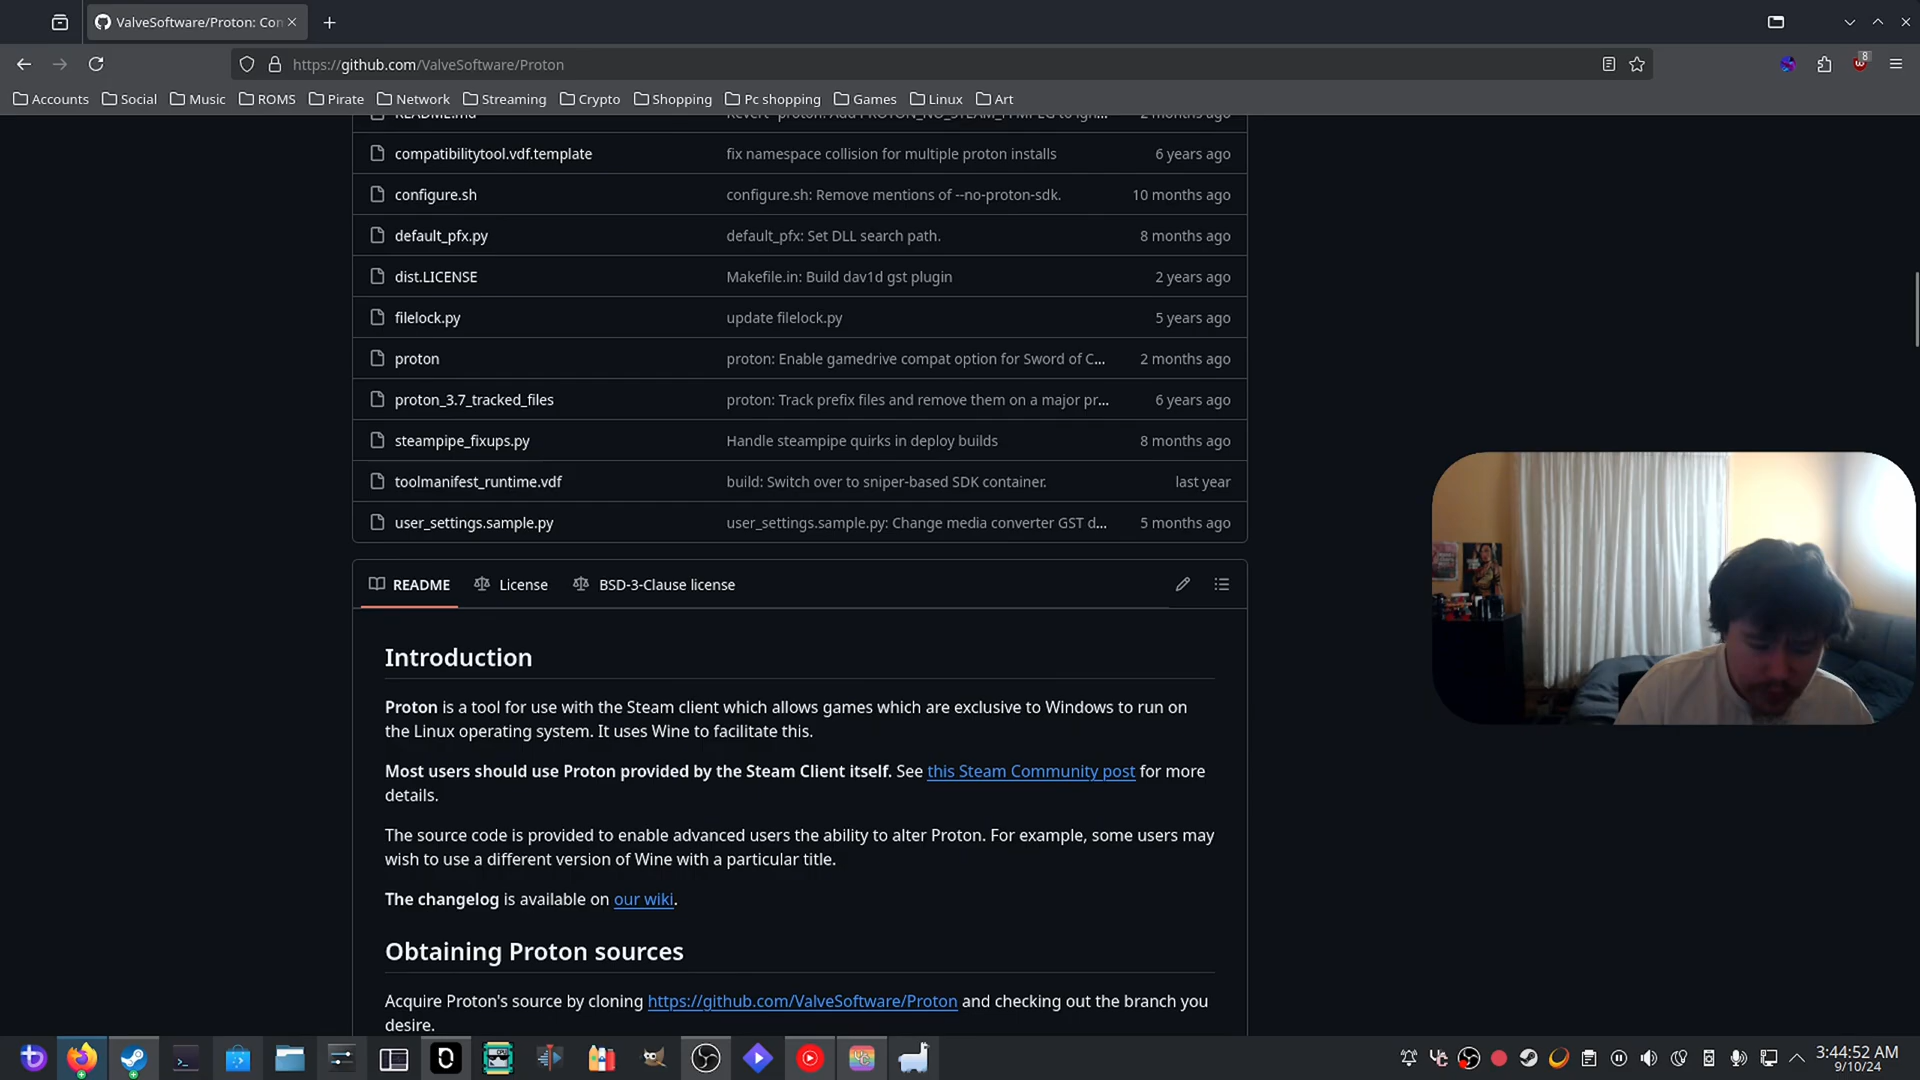 ValveSoftware/Proton: Con
https://github.com/ValveSoftware/Proton
8
Accounts Social Music ROMS Pirate Network Streaming Crypto Shopping Pc shopping Games Linux Art
README.md 2 months ago
compatibilitytool.vdf.template fix namespace collision for multiple proton installs 6 years ago
configure.sh configure.sh: Remove mentions of --no-proton-sdk. 10 months ago
default_pfx.py default_pfx: Set DLL search path. 8 months ago
dist.LICENSE Makefile.in: Build dav1d gst plugin 2 years ago
filelock.py update filelock.py 5 years ago
proton proton: Enable gamedrive compat option for Sword of C... 2 months ago
proton_3.7_tracked_files proton: Track prefix files and remove them on a major pr... 6 years ago
steampipe_fixups.py Handle steampipe quirks in deploy builds 8 months ago
toolmanifest_runtime.vdf build: Switch over to sniper-based SDK container. last year
user_settings.sample.py user_settings.sample.py: Change media converter GST d... 5 months ago
README License BSD-3-Clause license
Introduction
Proton is a tool for use with the Steam client which allows games which are exclusive to Windows to run on
the Linux operating system. It uses Wine to facilitate this.
Most users should use Proton provided by the Steam Client itself. See this Steam Community post for more
details.
The source code is provided to enable advanced users the ability to alter Proton. For example, some users may
wish to use a different version of Wine with a particular title.
The changelog is available on our wiki.
Obtaining Proton sources
Acquire Proton's source by cloning https://github.com/ValveSoftware/Proton and checking out the branch you
desire.
3:44:52 AM
9/10/24